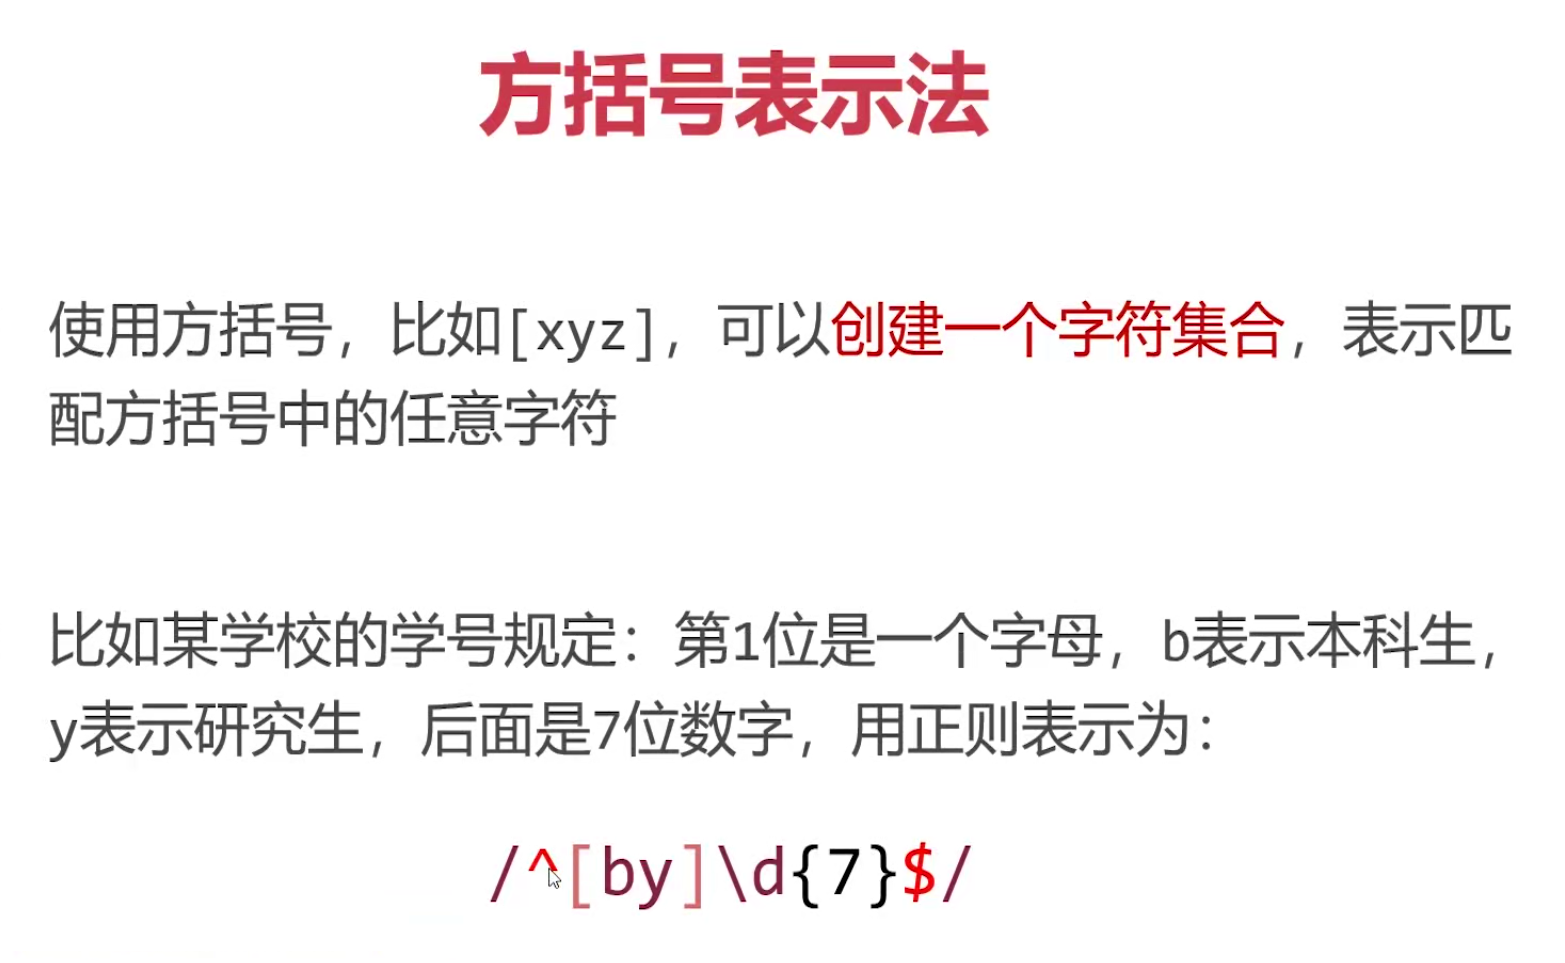 方括号表示法
使用方括号，比如[xyz]，可以创建一个字符集合，表示匹
配方括号中的任意字符
比如某学校的学号规定：第1位是一个字母，b表示本科生，
y表示研究生，后面是7位数字，用正则表示为：
/^[by]\d{7}$/